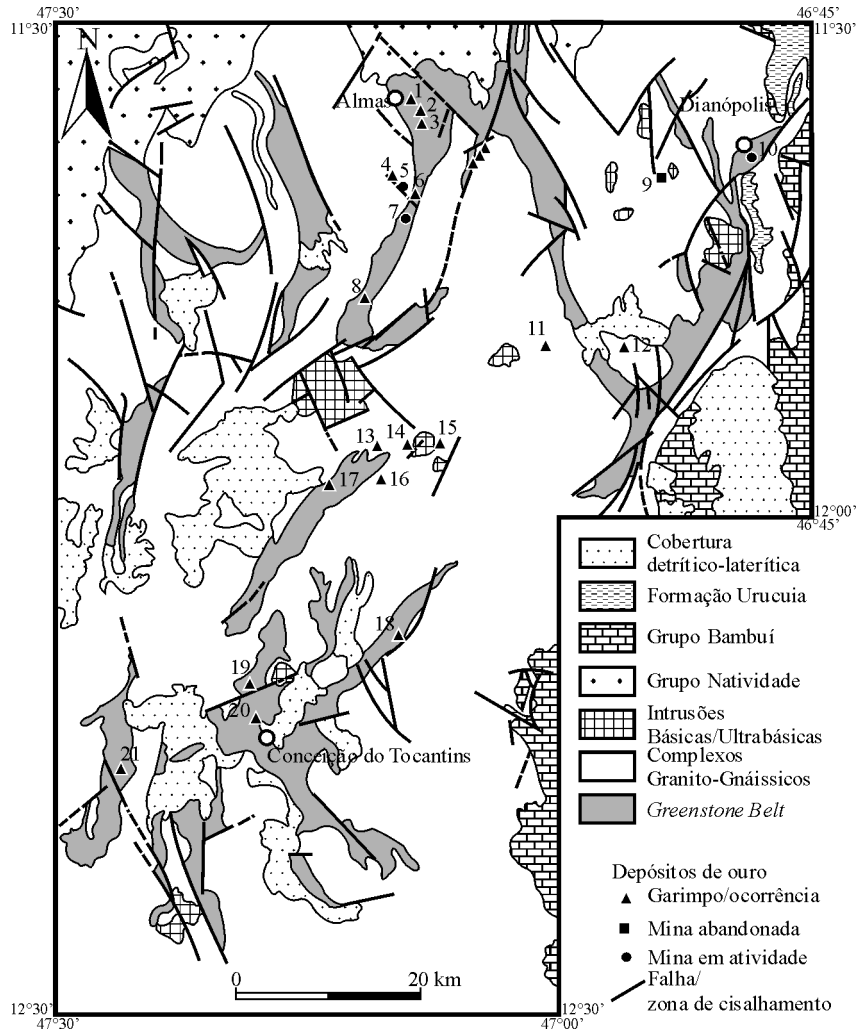 47°30'
46°45'
11°30'
11°30'
N
Almas
1
2
3
Dianópolis
10
4
5
6
9
7
8
11
12
13
14
15
16
17
12°00'
46°45'
Cobertura
detrítico-laterítica
Formação Urucuia
Grupo Bambuí
Grupo Natividade
Intrusões
Básicas/Ultrabásicas
Complexos
Granito-Gnáissicos
Greenstone Belt
18
19
20
Conceição do Tocantins
21
Depósitos de ouro
Garimpo/ocorrência
Mina abandonada
Mina em atividade
Falha/
zona de cisalhamento
0
20 km
12°30'
47°30'
12°30'
47°00'